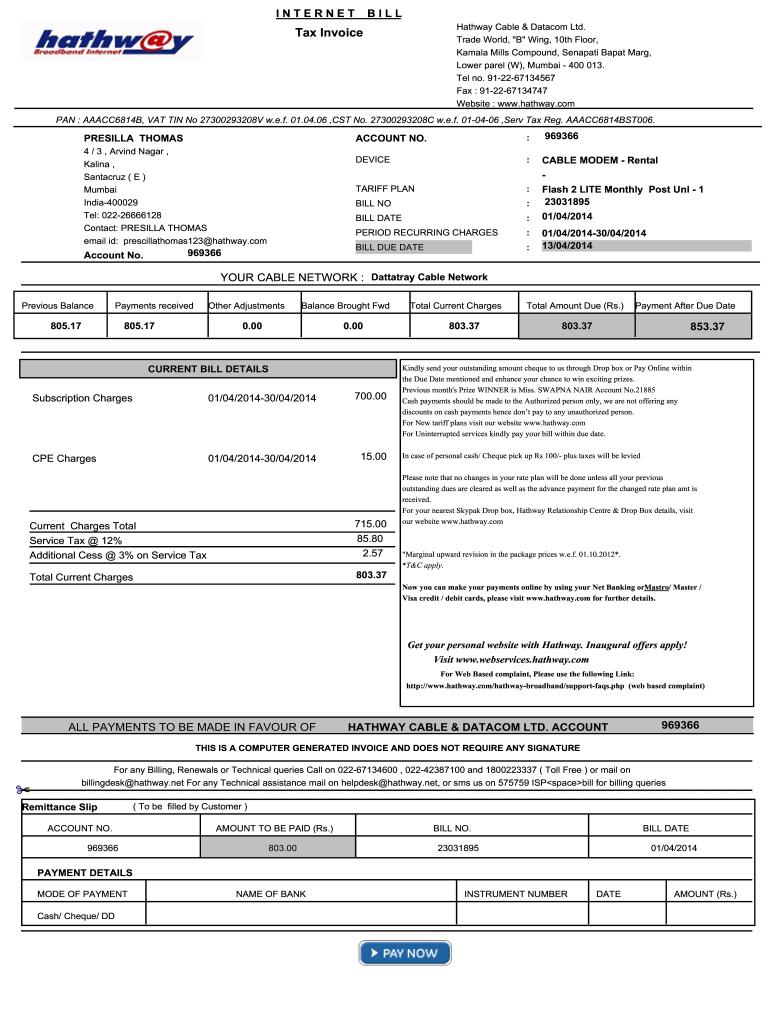 INTERNET BILL
Tax Invoice
hathw@y
Broadband Internet
Hathway Cable & Datacom Ltd.
Trade World, "B" Wing, 10th Floor,
Kamala Mills Compound, Senapati Bapat Marg,
Lower parel (W), Mumbai - 400 013.
Tel no. 91-22-67134567
Fax : 91-22-67134747
Website : www.hathway.com
PAN : AAACC6814B, VAT TIN No 27300293208V w.e.f. 01.04.06 ,CST No. 27300293208C w.e.f. 01-04-06 ,Serv Tax Reg. AAACC6814BST006.
PRESILLA THOMAS
4 / 3 , Arvind Nagar ,
Kalina ,
Santacruz ( E )
Mumbai
India-400029
Tel: 022-26666128
Contact: PRESILLA THOMAS
email id: prescillathomas123@hathway.com
Account No. 969366
ACCOUNT NO. : 969366
DEVICE : CABLE MODEM - Rental
-
TARIFF PLAN : Flash 2 LITE Monthly Post Unl - 1
BILL NO : 23031895
BILL DATE : 01/04/2014
PERIOD RECURRING CHARGES : 01/04/2014-30/04/2014
BILL DUE DATE : 13/04/2014
YOUR CABLE NETWORK : Dattatray Cable Network
Previous Balance Payments received Other Adjustments Balance Brought Fwd Total Current Charges Total Amount Due (Rs.) Payment After Due Date
805.17 805.17 0.00 0.00 803.37 803.37 853.37
CURRENT BILL DETAILS
Subscription Charges 01/04/2014-30/04/2014 700.00
CPE Charges 01/04/2014-30/04/2014 15.00
Current Charges Total 715.00
Service Tax @ 12% 85.80
Additional Cess @ 3% on Service Tax 2.57
Total Current Charges 803.37
Kindly send your outstanding amount cheque to us through Drop box or Pay Online within
the Due Date mentioned and enhance your chance to win exciting prizes.
Previous month's Prize WINNER is Miss. SWAPNA NAIR Account No.21885
Cash payments should be made to the Authorized person only, we are not offering any
discounts on cash payments hence don't pay to any unauthorized person.
For New tariff plans visit our website www.hathway.com
For Uninterrupted services kindly pay your bill within due date.
In case of personal cash/ Cheque pick up Rs 100/- plus taxes will be levied
Please note that no changes in your rate plan will be done unless all your previous
outstanding dues are cleared as well as the advance payment for the changed rate plan amt is
received.
For your nearest Skypak Drop box, Hathway Relationship Centre & Drop Box details, visit
our website www.hathway.com
"Marginal upward revision in the package prices w.e.f. 01.10.2012*.
*T&C apply.
Now you can make your payments online by using your Net Banking orMastro/ Master /
Visa credit / debit cards, please visit www.hathway.com for further details.
Get your personal website with Hathway. Inaugural offers apply!
Visit www.webservices.hathway.com
For Web Based complaint, Please use the following Link:
http://www.hathway.com/hathway-broadband/support-faqs.php (web based complaint)
ALL PAYMENTS TO BE MADE IN FAVOUR OF HATHWAY CABLE & DATACOM LTD. ACCOUNT 969366
THIS IS A COMPUTER GENERATED INVOICE AND DOES NOT REQUIRE ANY SIGNATURE
For any Billing, Renewals or Technical queries Call on 022-67134600 , 022-42387100 and 1800223337 ( Toll Free ) or mail on
billingdesk@hathway.net For any Technical assistance mail on helpdesk@hathway.net, or sms us on 575759 ISP<space>bill for billing queries
Remittance Slip ( To be filled by Customer )
ACCOUNT NO. AMOUNT TO BE PAID (Rs.) BILL NO. BILL DATE
969366 803.00 23031895 01/04/2014
PAYMENT DETAILS
MODE OF PAYMENT NAME OF BANK INSTRUMENT NUMBER DATE AMOUNT (Rs.)
Cash/ Cheque/ DD
PAY NOW